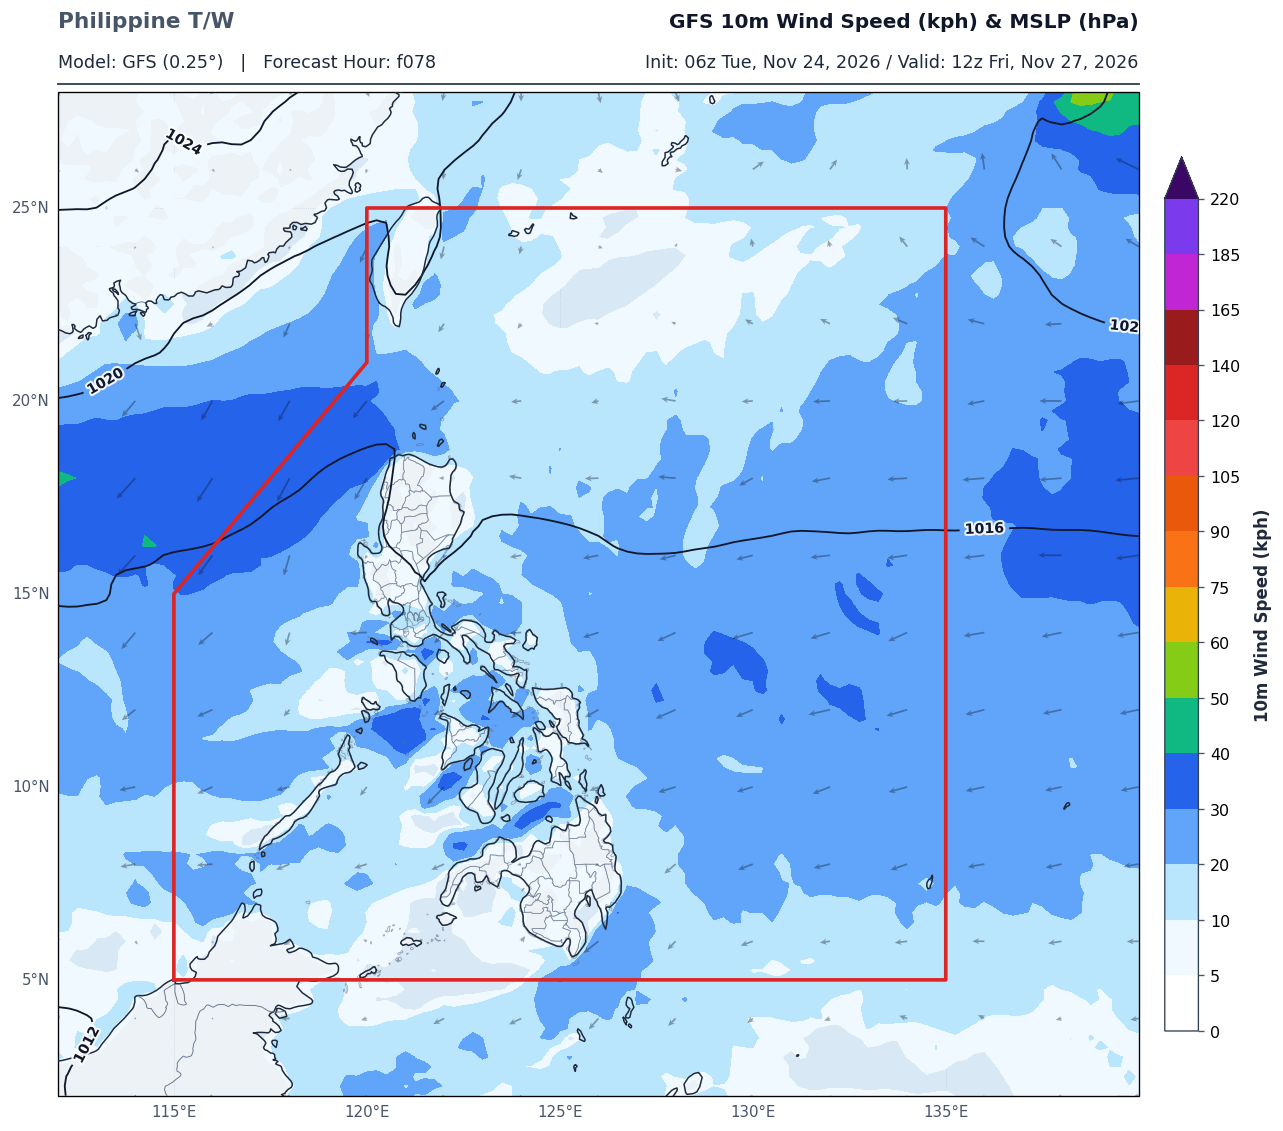 Philippine T/W
GFS 10m Wind Speed (kph) & MSLP (hPa)
Model: GFS (0.25°) | Forecast Hour: f078
Init: 06z Tue, Nov 24, 2026 / Valid: 12z Fri, Nov 27, 2026
1024
25°N
102
1020
20°N
1016
15°N
10°N
5°N
1012
115°E
120°E
125°E
130°E
135°E
220
185
165
140
120
105
90
75
60
50
40
30
20
10
5
0
10m Wind Speed (kph)